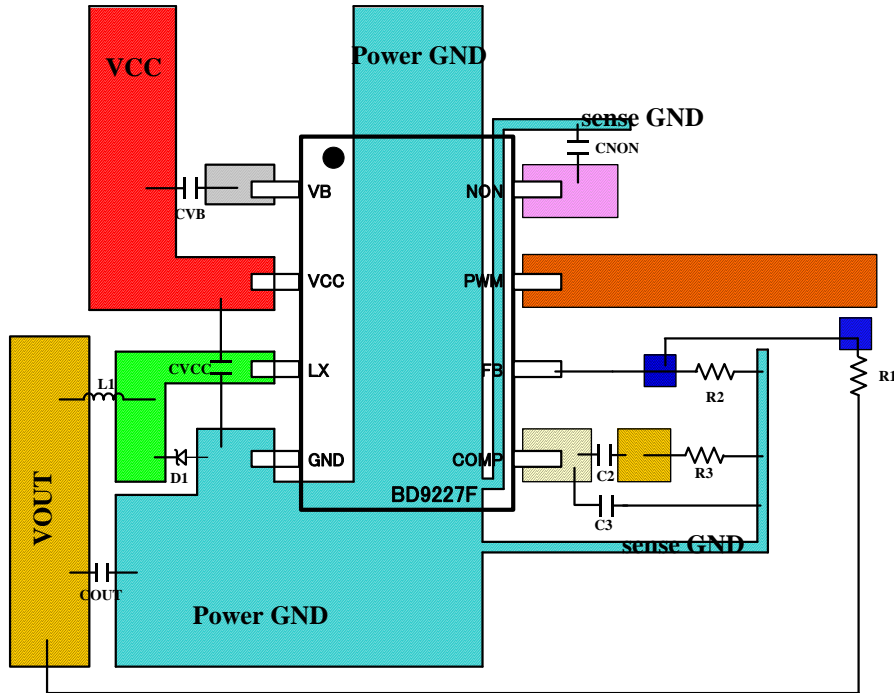 VCC
Power GND
sense GND
CNON
VB
NON
CVB
VCC
PWM
CVCC
LX
FB
R1
L1
R2
GND
COMP
D1
C2
R3
BD9227F
C3
VOUT
sense GND
COUT
Power GND